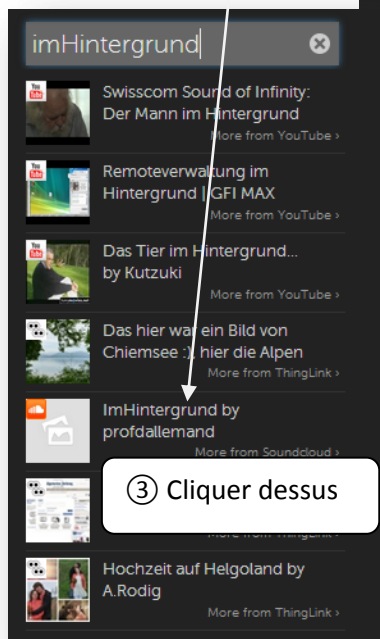 imHintergrund
Swisscom Sound of Infinity:
Der Mann im Hintergrund
More from YouTube ›
Remoteverwaltung im
Hintergrund | GFI MAX
More from YouTube ›
Das Tier im Hintergrund...
by Kutzuki
More from YouTube ›
Das hier war ein Bild von
Chiemsee :), hier die Alpen
More from ThingLink ›
ImHintergrund by
profdallemand
More from Soundcloud ›
③ Cliquer dessus
More from ThingLink ›
Hochzeit auf Helgoland by
A.Rodig
More from ThingLink ›